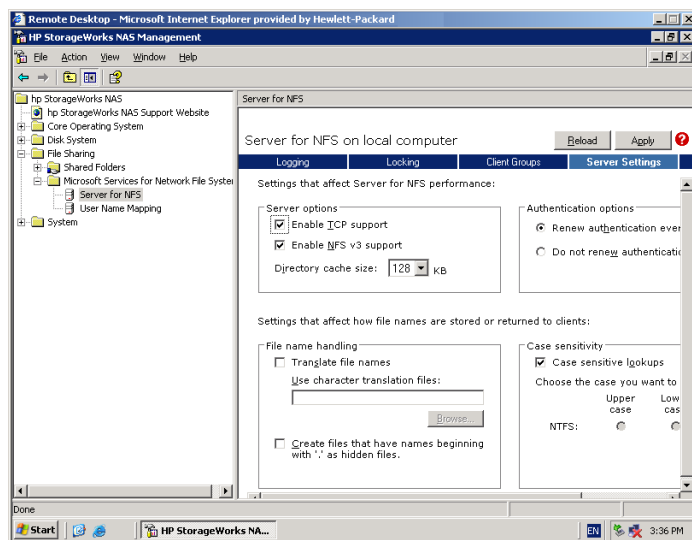 Remote Desktop - Microsoft Internet Explorer provided by Hewlett-Packard
HP StorageWorks NAS Management
File Action View Window Help
hp StorageWorks NAS
hp StorageWorks NAS Support Website
Core Operating System
Disk System
File Sharing
Shared Folders
Microsoft Services for Network File Syster
Server for NFS
User Name Mapping
System
Server for NFS
Server for NFS on local computer
Reload Apply ?
Logging Locking Client Groups Server Settings
Settings that affect Server for NFS performance:
Server options
Enable TCP support
Enable NFS v3 support
Directory cache size: 128 KB
Authentication options
Renew authentication ever
Do not renew authenticatio
Settings that affect how file names are stored or returned to clients:
File name handling
Translate file names
Use character translation files:
Browse...
Create files that have names beginning
with '.' as hidden files.
Case sensitivity
Case sensitive lookups
Choose the case you want to
Upper Low
case cas
NTFS:
Done
Start HP StorageWorks NA... EN 3:36 PM